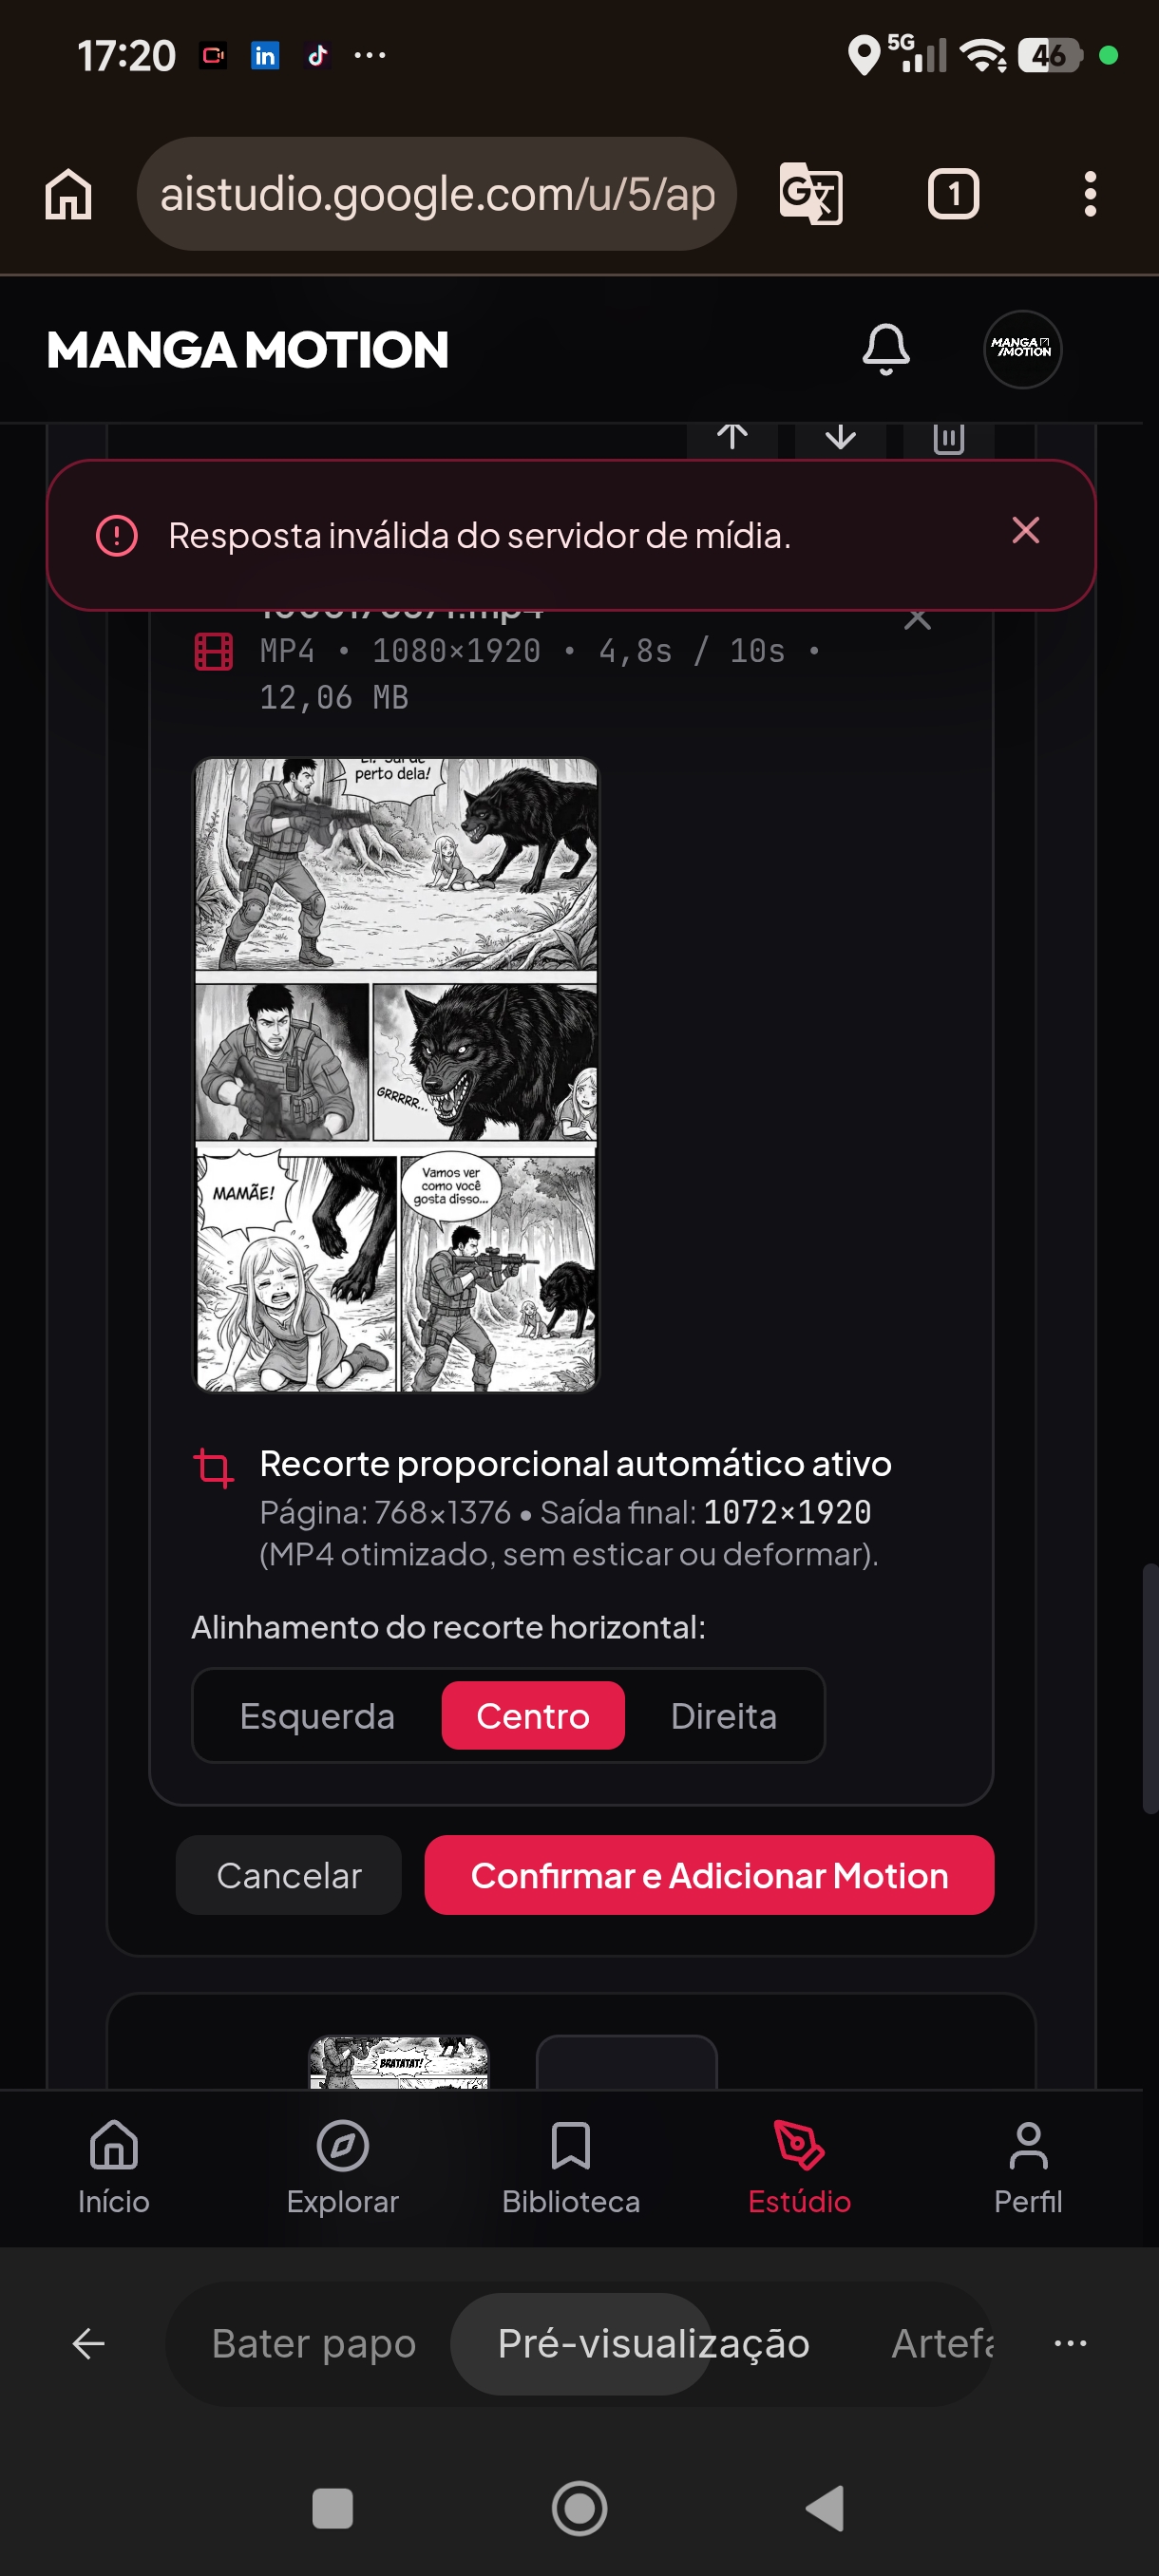 17:20
5G
46
aistudio.google.com/u/5/ap
1
MANGA MOTION
MANGA
MOTION
Resposta inválida do servidor de mídia.
MP4 • 1080×1920 • 4,8s / 10s •
12,06 MB
perto dela!
GRRRRR...
MAMÃE!
Vamos ver
como você
gosta disso...
Recorte proporcional automático ativo
Página: 768×1376 • Saída final: 1072×1920
(MP4 otimizado, sem esticar ou deformar).
Alinhamento do recorte horizontal:
Esquerda
Centro
Direita
Cancelar
Confirmar e Adicionar Motion
BRATATAT!
Início
Explorar
Biblioteca
Estúdio
Perfil
Bater papo
Pré-visualização
Artefa